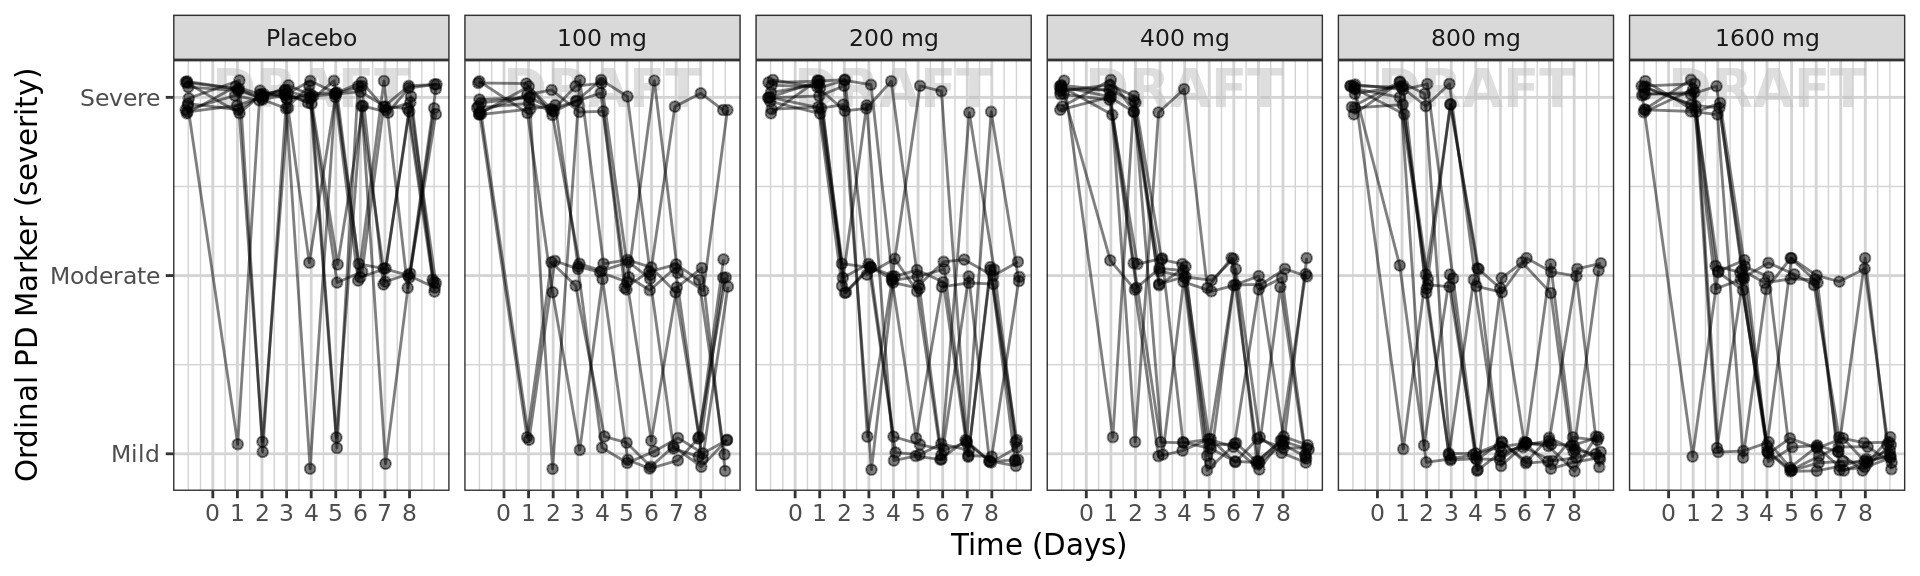 Placebo
100 mg
200 mg
400 mg
800 mg
1600 mg
DRAFT
DRAFT
DRAFT
DRAFT
DRAFT
DRAFT
Ordinal PD Marker (severity)
Severe
Moderate
Mild
0 1 2 3 4 5 6 7 8
0 1 2 3 4 5 6 7 8
0 1 2 3 4 5 6 7 8
0 1 2 3 4 5 6 7 8
0 1 2 3 4 5 6 7 8
0 1 2 3 4 5 6 7 8
Time (Days)